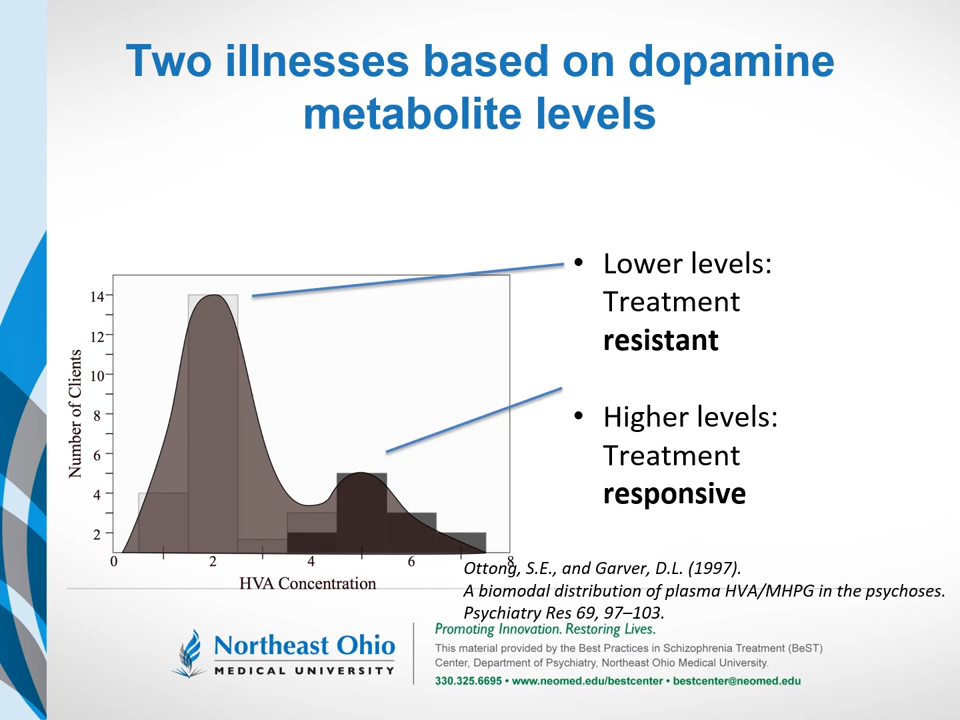 Two illnesses based on dopamine
metabolite levels
• Lower levels:
Treatment
resistant
• Higher levels:
Treatment
responsive
14
12
10
8
6
4
2
Number of Clients
0 2 4 6 8
HVA Concentration
Ottong, S.E., and Garver, D.L. (1997).
A biomodal distribution of plasma HVA/MHPG in the psychoses.
Psychiatry Res 69, 97–103.
Northeast Ohio
MEDICAL UNIVERSITY
Promoting Innovation. Restoring Lives.
This material provided by the Best Practices in Schizophrenia Treatment (BeST)
Center, Department of Psychiatry, Northeast Ohio Medical University.
330.325.6695 • www.neomed.edu/bestcenter • bestcenter@neomed.edu